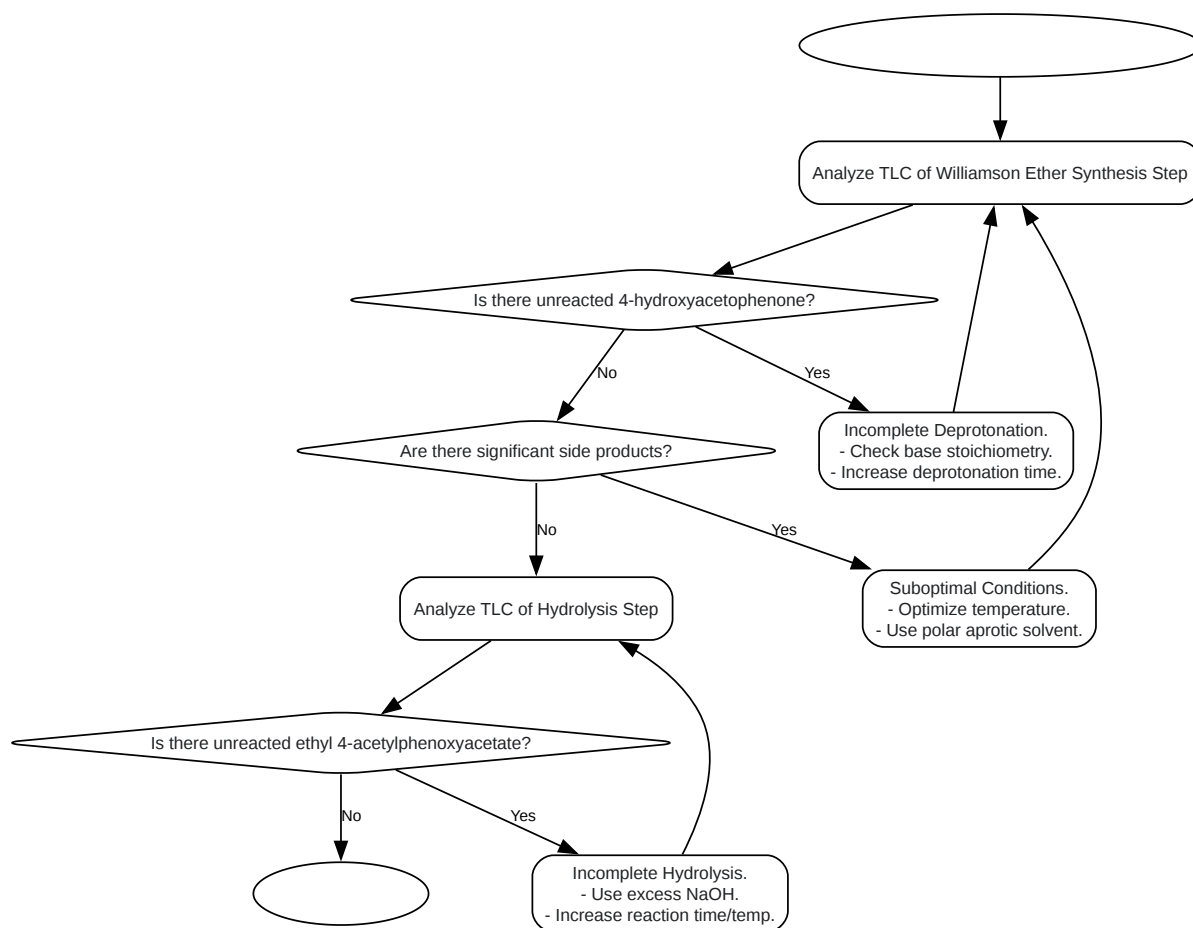 Analyze TLC of Williamson Ether Synthesis Step
Is there unreacted 4-hydroxyacetophenone?
No
Yes
Incomplete Deprotonation.
- Check base stoichiometry.
- Increase deprotonation time.
Are there significant side products?
No
Yes
Suboptimal Conditions.
- Optimize temperature.
- Use polar aprotic solvent.
Analyze TLC of Hydrolysis Step
Is there unreacted ethyl 4-acetylphenoxyacetate?
No
Yes
Incomplete Hydrolysis.
- Use excess NaOH.
- Increase reaction time/temp.